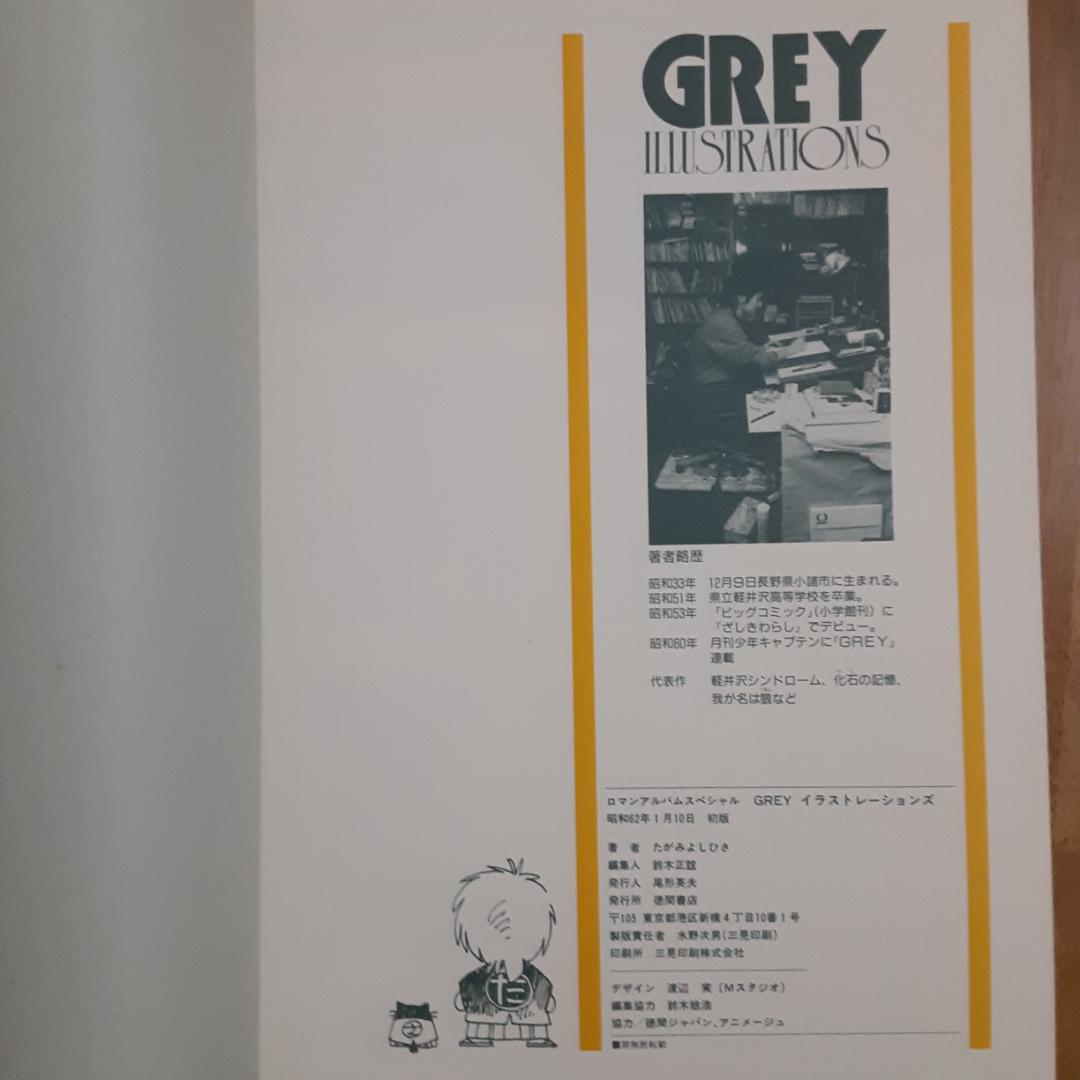 GREY
ILLUSTRATIONS
著者略歴
昭和33年 12月9日長野県小諸市に生まれる。
昭和51年 県立軽井沢高等学校を卒業。
昭和53年 「ビッグコミック」(小学館刊)に
『ざしきわらし』でデビュー。
昭和60年 月刊少年キャプテンに『GREY』
連載
代表作 軽井沢シンドローム、化石の記憶、
我が名は狼など
ロマンアルバムスペシャル GREY イラストレーションズ
昭和62年1月10日 初版
著 者 たがみよしひさ
編集人 鈴木正誼
発行人 尾形英夫
発行所 徳間書店
〒105 東京都港区新橋4丁目10番1号
製版責任者 水野次男(三晃印刷)
印刷所 三晃印刷株式会社
デザイン 渡辺 実(Mスタジオ)
編集協力 鈴木
協力/徳間ジャパン、アニメージュ
■禁無断転載
た